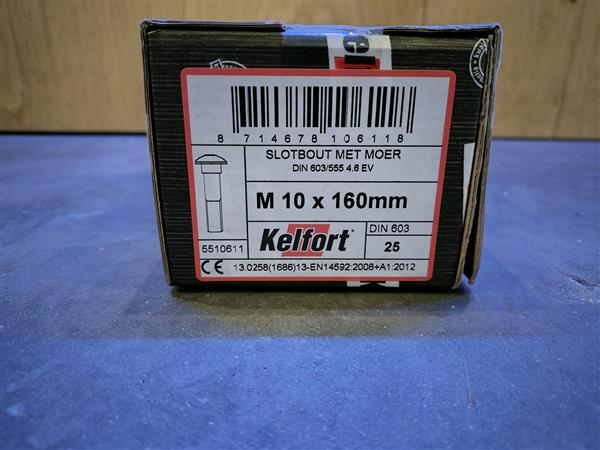 8 714678 106118
SLOTBOUT MET MOER
DIN 603/555 4.6 EV
M 10 x 160mm
5510611
Kelfort®
DIN 603
25
CE 13.0258(1686)13-EN14592:2008+A1:2012